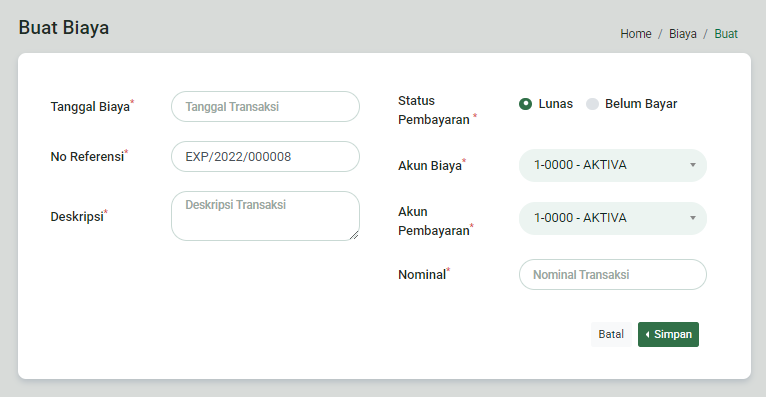 Buat Biaya
Home / Biaya / Buat
Tanggal Biaya*
Tanggal Transaksi
No Referensi*
EXP/2022/000008
Deskripsi*
Deskripsi Transaksi
Status
Pembayaran *
Lunas
Belum Bayar
Akun Biaya*
1-0000 - AKTIVA
Akun
Pembayaran*
1-0000 - AKTIVA
Nominal*
Nominal Transaksi
Batal
Simpan